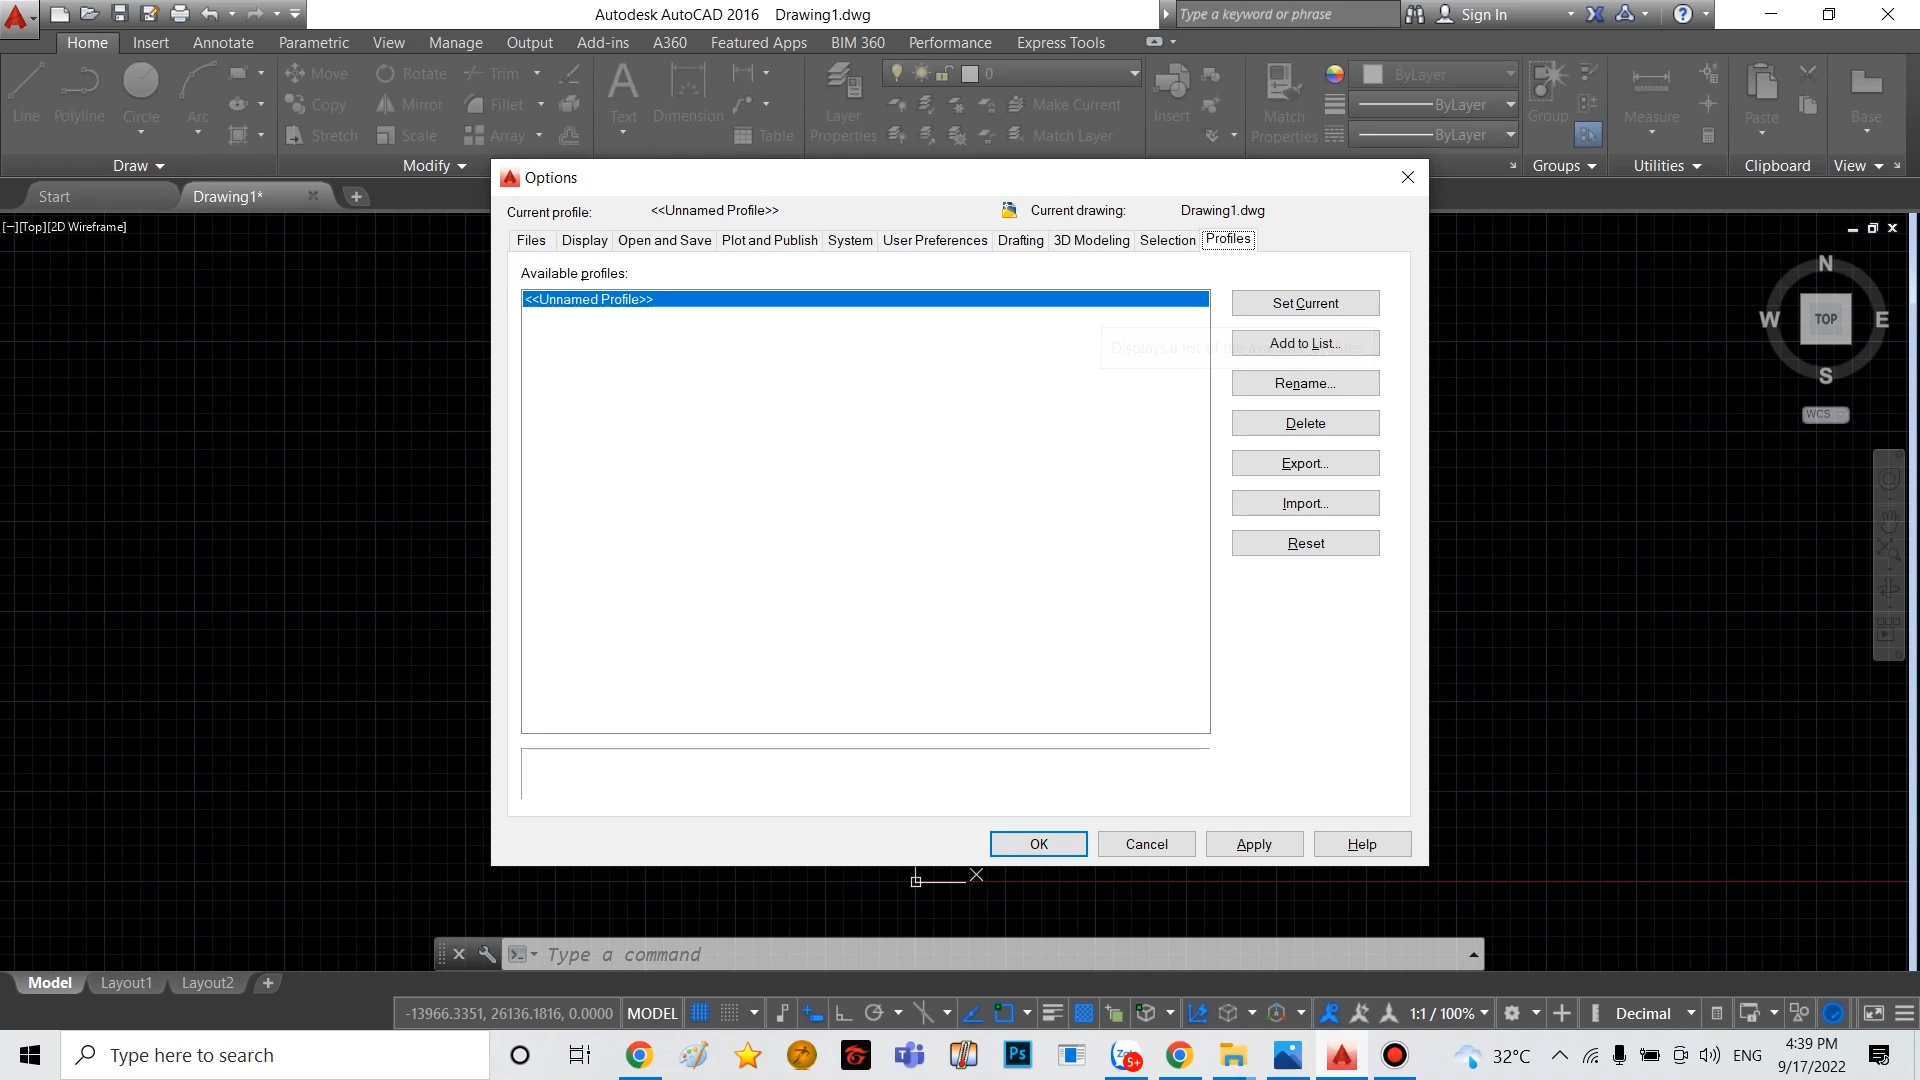 Autodesk AutoCAD 2016 Drawing1.dwg
Type a keyword or phrase
Sign In
Home Insert Annotate Parametric View Manage Output Add-ins A360 Featured Apps BIM 360 Performance Express Tools
Move Rotate Trim
0
ByLayer
Copy Mirror Fillet
Make Current
ByLayer
Line Polyline Circle Arc
Text Dimension
Layer Properties
Insert
Match Properties
Group
Measure
Paste
Base
Stretch Scale Array
Table
Match Layer
ByLayer
Draw Modify Groups Utilities Clipboard View
Start Drawing1*
[−][Top][2D Wireframe]
Options
Current profile: <<Unnamed Profile>> Current drawing: Drawing1.dwg
Files Display Open and Save Plot and Publish System User Preferences Drafting 3D Modeling Selection Profiles
Available profiles:
<<Unnamed Profile>>
Set Current
Add to List...
Rename...
Delete
Export...
Import...
Reset
OK Cancel Apply Help
N
W TOP E
S
WCS
X
Type a command
Model Layout1 Layout2
-13966.3351, 26136.1816, 0.0000 MODEL 1:1 / 100% Decimal
Type here to search
Ps
5+
32°C
ENG
4:39 PM
9/17/2022